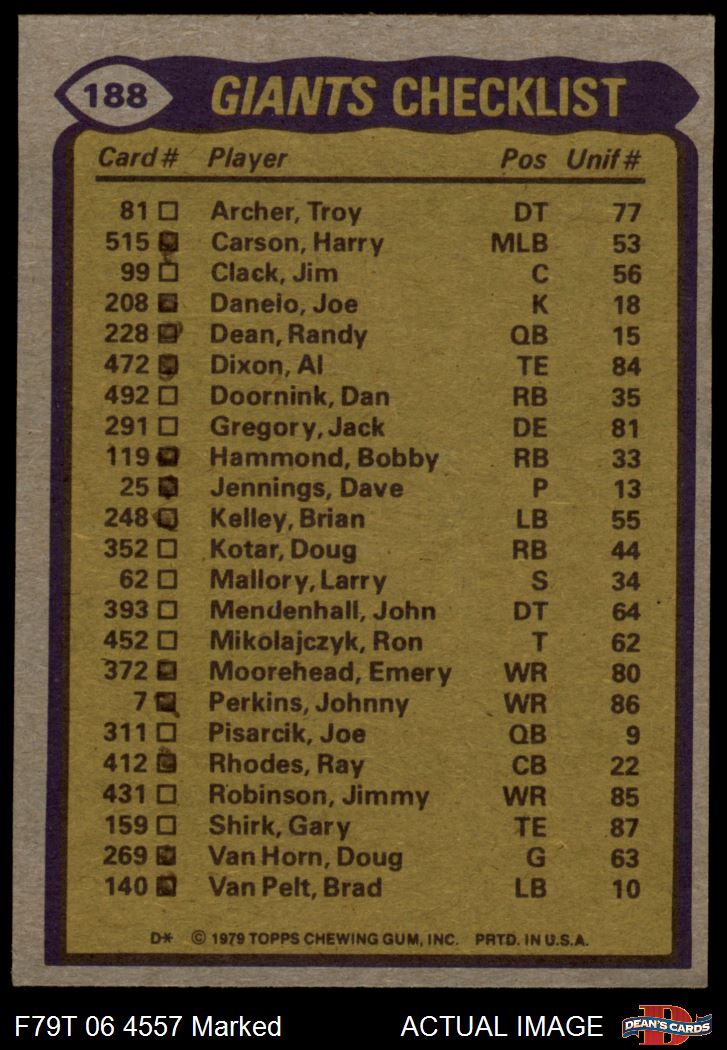 188 GIANTS CHECKLIST
Card # Player Pos Unif #
81 Archer, Troy DT 77
515 Carson, Harry MLB 53
99 Clack, Jim C 56
208 Danelo, Joe K 18
228 Dean, Randy QB 15
472 Dixon, Al TE 84
492 Doornink, Dan RB 35
291 Gregory, Jack DE 81
119 Hammond, Bobby RB 33
25 Jennings, Dave P 13
248 Kelley, Brian LB 55
352 Kotar, Doug RB 44
62 Mallory, Larry S 34
393 Mendenhall, John DT 64
452 Mikolajczyk, Ron T 62
372 Moorehead, Emery WR 80
7 Perkins, Johnny WR 86
311 Pisarcik, Joe QB 9
412 Rhodes, Ray CB 22
431 Robinson, Jimmy WR 85
159 Shirk, Gary TE 87
269 Van Horn, Doug G 63
140 Van Pelt, Brad LB 10
D* © 1979 TOPPS CHEWING GUM, INC. PRTD. IN U.S.A.
F79T 06 4557 Marked ACTUAL IMAGE D DEAN'S CARDS